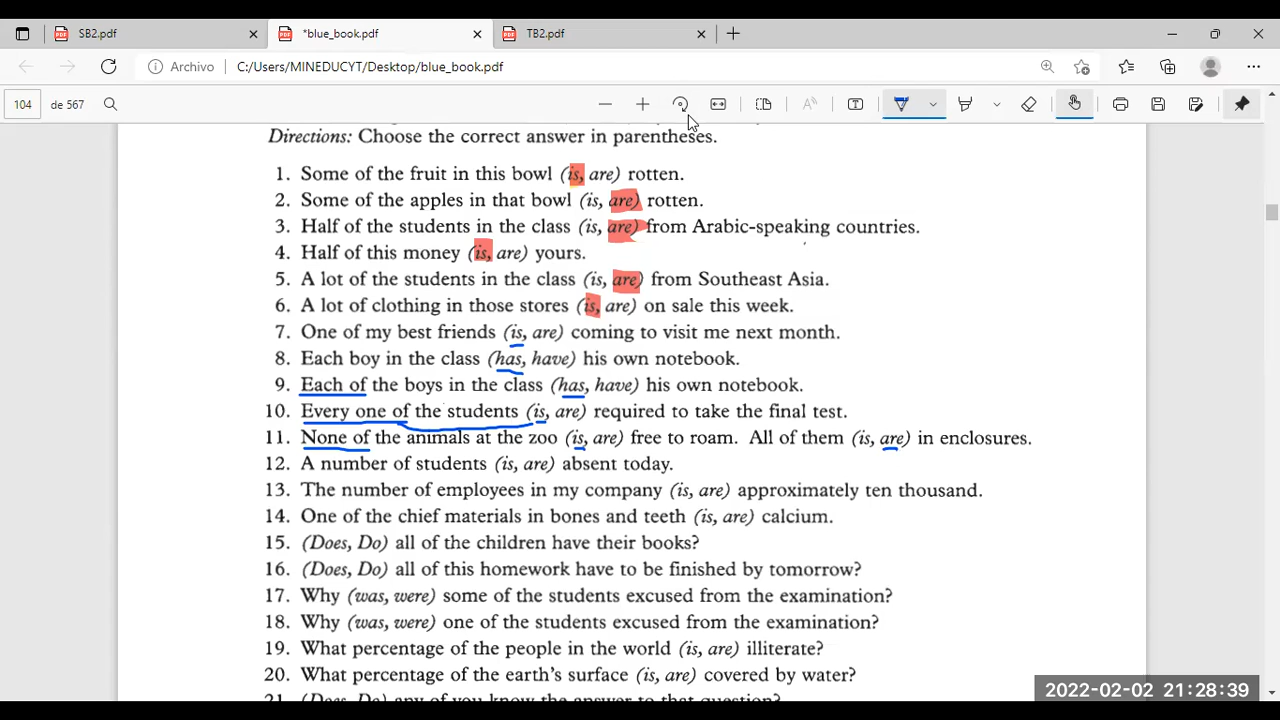 SB2.pdf
*blue_book.pdf
TB2.pdf
Archivo C:/Users/MINEDUCYT/Desktop/blue_book.pdf
104 de 567
Directions: Choose the correct answer in parentheses.
1. Some of the fruit in this bowl (is, are) rotten.
2. Some of the apples in that bowl (is, are) rotten.
3. Half of the students in the class (is, are) from Arabic-speaking countries.
4. Half of this money (is, are) yours.
5. A lot of the students in the class (is, are) from Southeast Asia.
6. A lot of clothing in those stores (is, are) on sale this week.
7. One of my best friends (is, are) coming to visit me next month.
8. Each boy in the class (has, have) his own notebook.
9. Each of the boys in the class (has, have) his own notebook.
10. Every one of the students (is, are) required to take the final test.
11. None of the animals at the zoo (is, are) free to roam. All of them (is, are) in enclosures.
12. A number of students (is, are) absent today.
13. The number of employees in my company (is, are) approximately ten thousand.
14. One of the chief materials in bones and teeth (is, are) calcium.
15. (Does, Do) all of the children have their books?
16. (Does, Do) all of this homework have to be finished by tomorrow?
17. Why (was, were) some of the students excused from the examination?
18. Why (was, were) one of the students excused from the examination?
19. What percentage of the people in the world (is, are) illiterate?
20. What percentage of the earth's surface (is, are) covered by water?
21. (Does, Do) any of you know the answer to that question?
2022-02-02 21:28:39